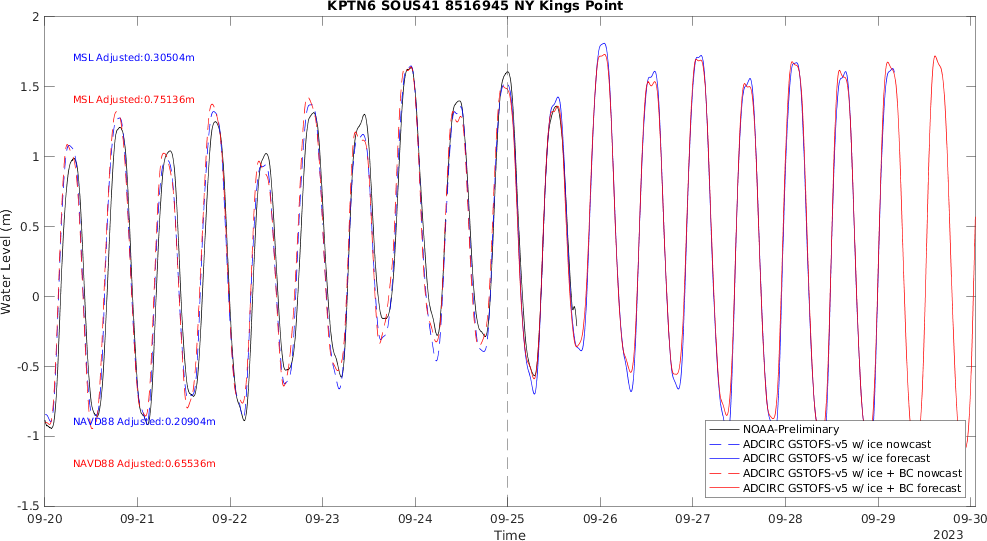 KPTN6 SOUS41 8516945 NY Kings Point
2
1.5
1
0.5
0
-0.5
-1
-1.5
Water Level (m)
MSL Adjusted:0.30504m
MSL Adjusted:0.75136m
NAVD88 Adjusted:0.20904m
NAVD88 Adjusted:0.65536m
NOAA-Preliminary
ADCIRC GSTOFS-v5 w/ ice nowcast
ADCIRC GSTOFS-v5 w/ ice forecast
ADCIRC GSTOFS-v5 w/ ice + BC nowcast
ADCIRC GSTOFS-v5 w/ ice + BC forecast
09-20 09-21 09-22 09-23 09-24 09-25 09-26 09-27 09-28 09-29 09-30
Time
2023